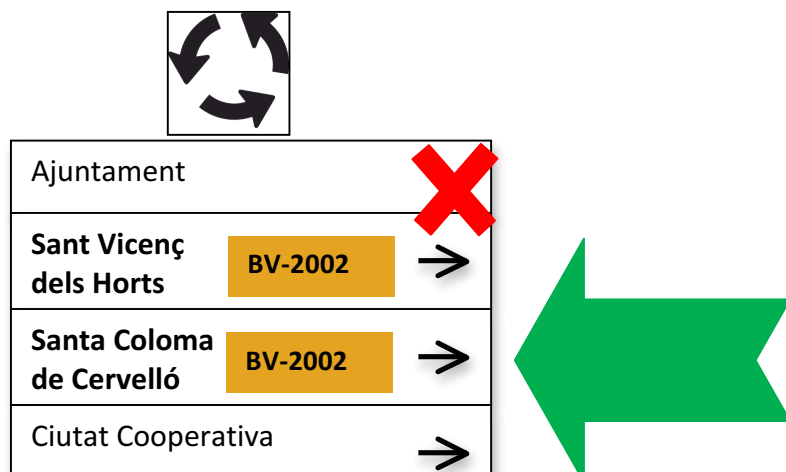 Ajuntament
Sant Vicenç
dels Horts
BV-2002
Santa Coloma
de Cervelló
BV-2002
Ciutat Cooperativa